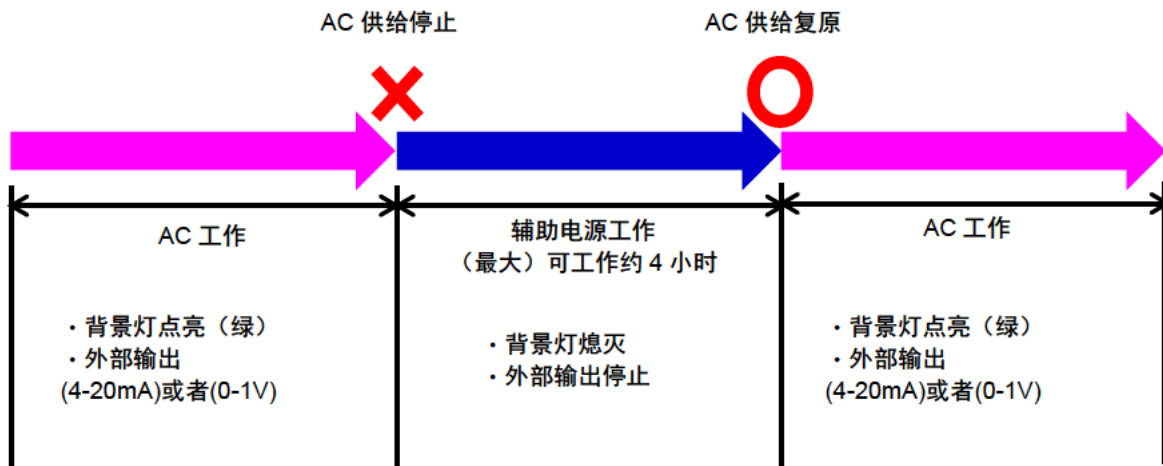 AC 供给停止
AC 供给复原
AC 工作
辅助电源工作
（最大）可工作约 4 小时
AC 工作
・背景灯点亮（绿）
・外部输出
(4-20mA)或者(0-1V)
・背景灯熄灭
・外部输出停止
・背景灯点亮（绿）
・外部输出
(4-20mA)或者(0-1V)